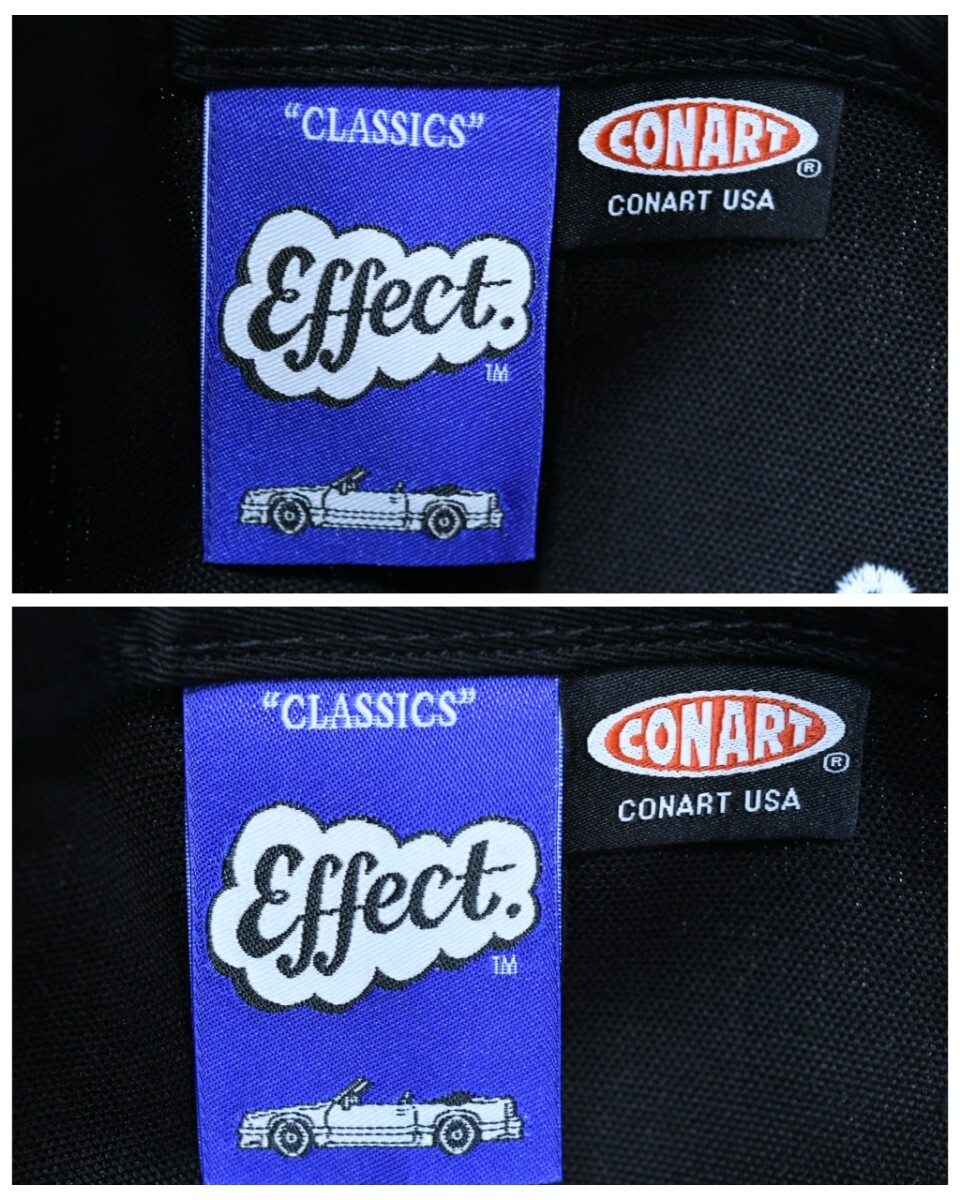 “CLASSICS”
Effect.
TM
CONART
®
CONART USA
“CLASSICS”
Effect.
TM
CONART
®
CONART USA